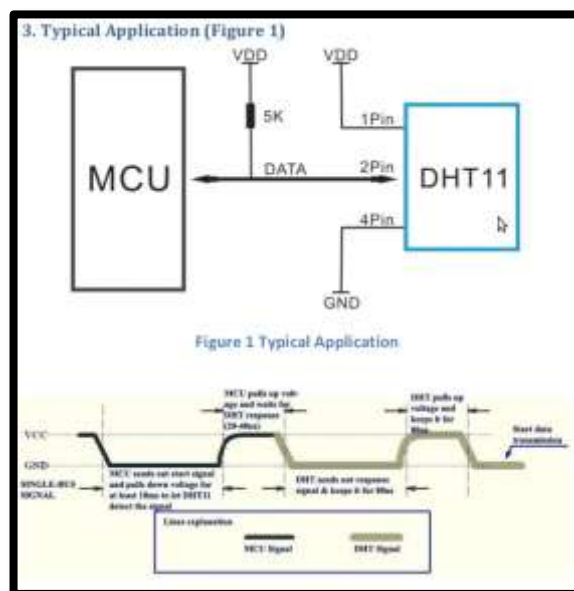 3. Typical Application (Figure 1)
VDD
VDD
5K
1Pin
MCU
DATA
2Pin
DHT11
4Pin
GND
Figure 1 Typical Application
MCU pulls up volt-
age and waits for
DHT response
DHT pulls up
voltage and
keeps it for
VCC
Start data
transmission
GND
SINGLE-BUS
SIGNAL
MCU sends out start signal
and pulls down voltage for
at least 18ms to let DHT11
detect the signal
DHT sends out response
signal & keeps it for 80us
Lines explanation
MCU Signal
DHT Signal